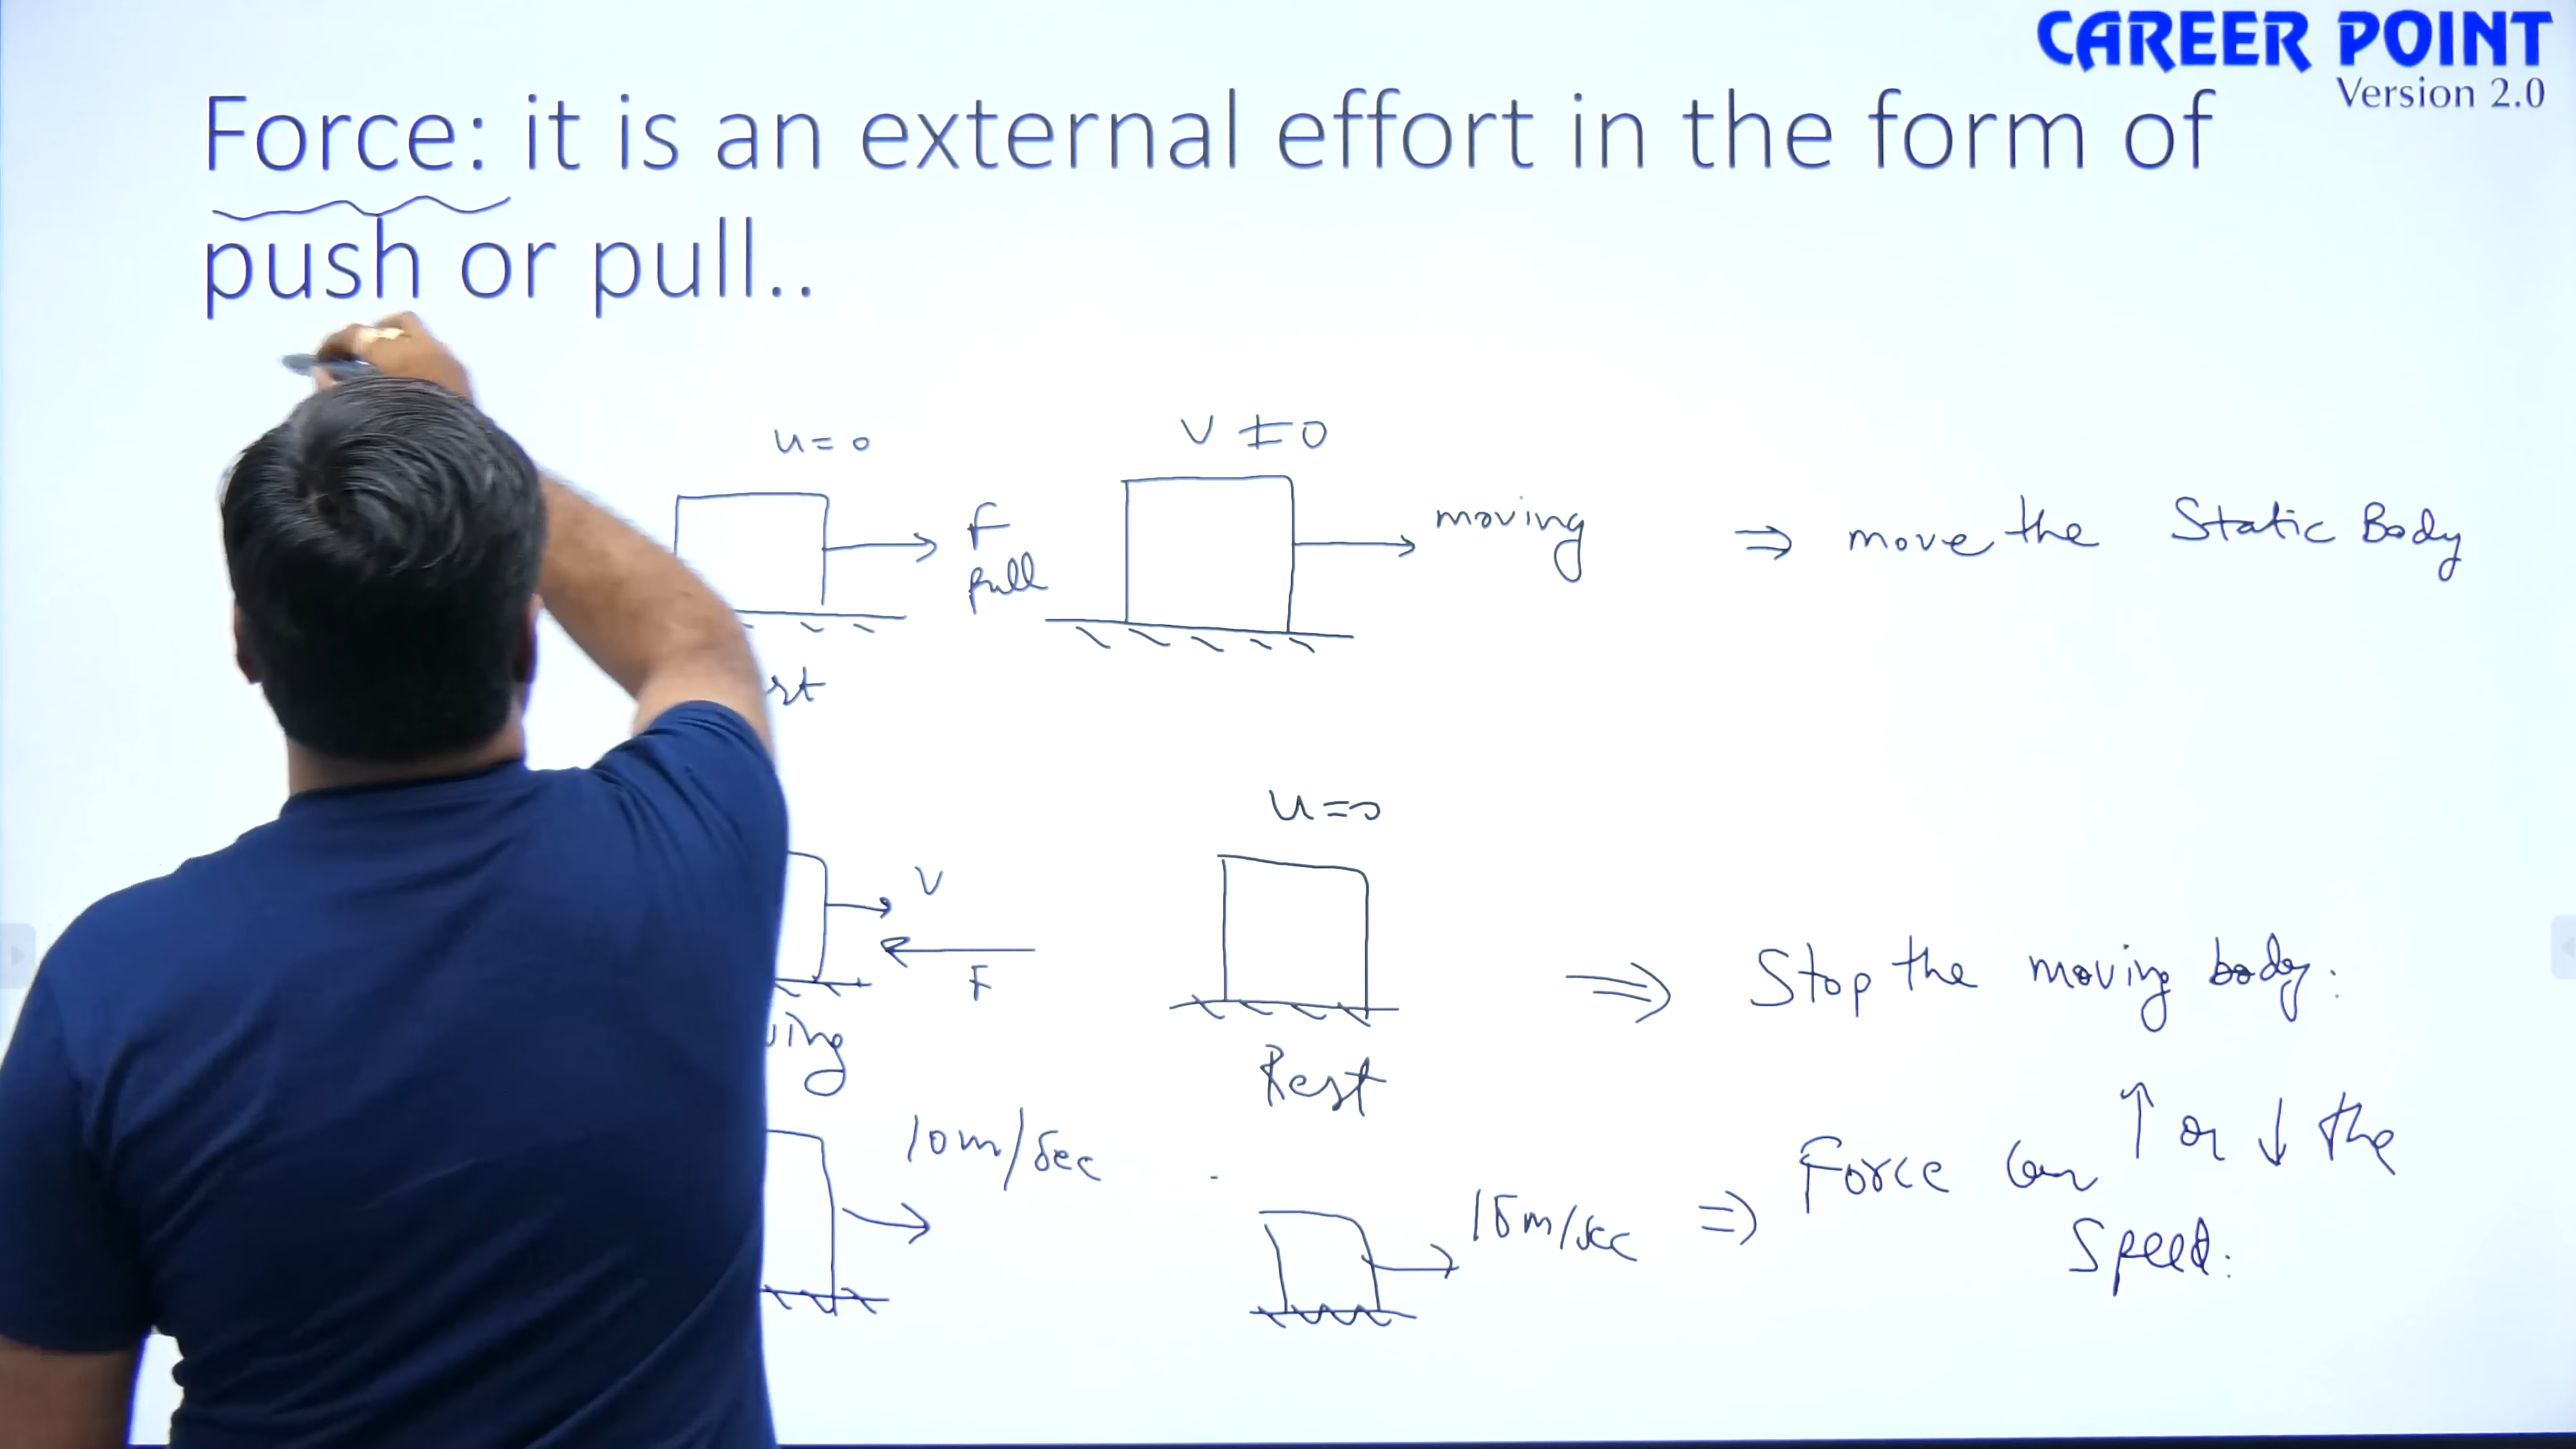 CAREER POINT
Version 2.0
Force: it is an external effort in the form of
push or pull..
u = 0
V ≠ 0
F
pull
moving
⇒ move the Static Body
u = 0
V
F
⇒ Stop the moving body.
Rest
10m/sec
15m/sec
⇒ Force can ↑ or ↓ the
Speed.